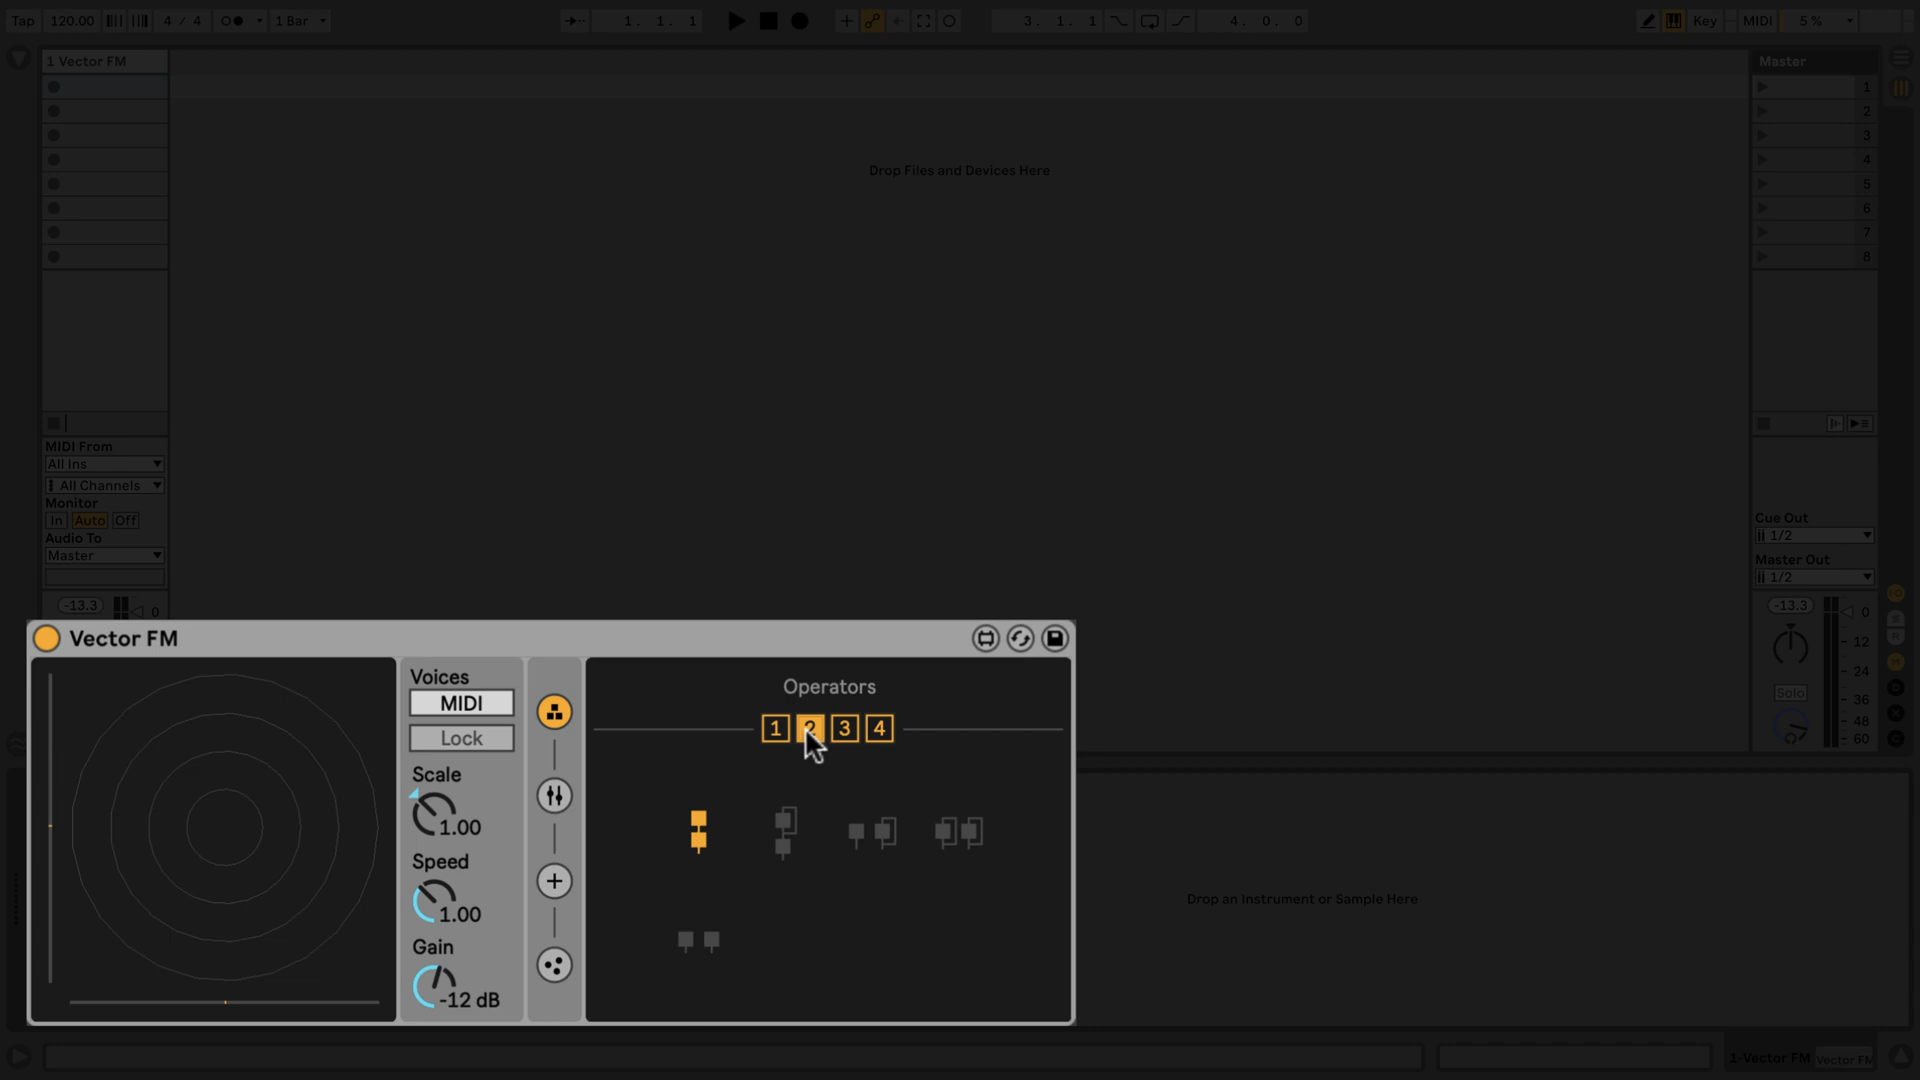 Tap 120.00 4 / 4 1 Bar 1. 1. 1 3. 1. 1 4. 0. 0 Key MIDI 5 %
1 Vector FM
Master
1
2
3
4
5
6
7
8
Drop Files and Devices Here
MIDI From
All Ins
All Channels
Monitor
In Auto Off
Audio To
Master
-13.3 0
Cue Out
1/2
Master Out
1/2
-13.3 0
12
24
36
48
60
Solo
S
R
Vector FM
Voices
MIDI
Lock
Scale
1.00
Speed
1.00
Gain
-12 dB
Operators
1 2 3 4
Drop an Instrument or Sample Here
1-Vector FM Vector FM